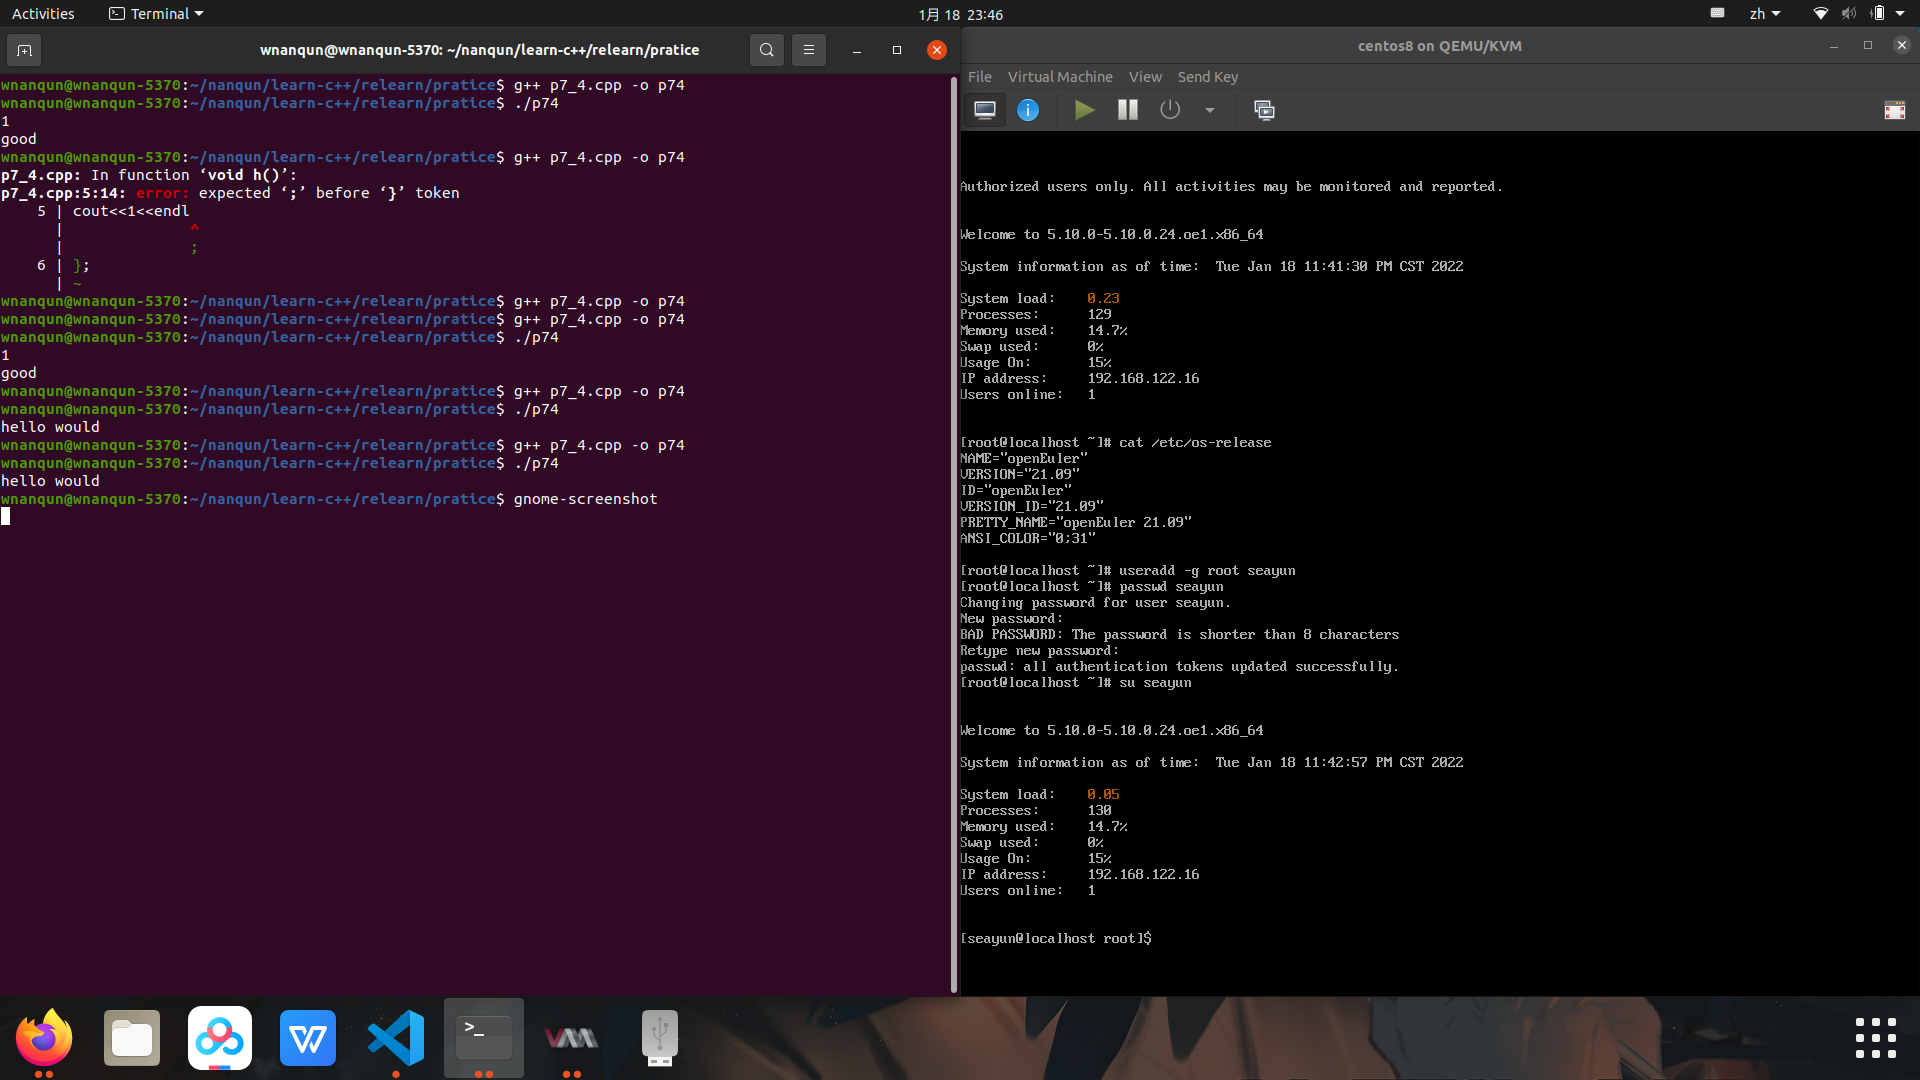 Activities
Terminal
1月 18 23:46
zh
wnanqun@wnanqun-5370: ~/nanqun/learn-c++/relearn/pratice
wnanqun@wnanqun-5370:~/nanqun/learn-c++/relearn/pratice$ g++ p7_4.cpp -o p74
wnanqun@wnanqun-5370:~/nanqun/learn-c++/relearn/pratice$ ./p74
1
good
wnanqun@wnanqun-5370:~/nanqun/learn-c++/relearn/pratice$ g++ p7_4.cpp -o p74
p7_4.cpp: In function ‘void h()’:
p7_4.cpp:5:14: error: expected ‘;’ before ‘}’ token
5 | cout<<1<<endl
| ^
| ;
6 | };
| ~
wnanqun@wnanqun-5370:~/nanqun/learn-c++/relearn/pratice$ g++ p7_4.cpp -o p74
wnanqun@wnanqun-5370:~/nanqun/learn-c++/relearn/pratice$ g++ p7_4.cpp -o p74
wnanqun@wnanqun-5370:~/nanqun/learn-c++/relearn/pratice$ ./p74
1
good
wnanqun@wnanqun-5370:~/nanqun/learn-c++/relearn/pratice$ g++ p7_4.cpp -o p74
wnanqun@wnanqun-5370:~/nanqun/learn-c++/relearn/pratice$ ./p74
hello would
wnanqun@wnanqun-5370:~/nanqun/learn-c++/relearn/pratice$ g++ p7_4.cpp -o p74
wnanqun@wnanqun-5370:~/nanqun/learn-c++/relearn/pratice$ ./p74
hello would
wnanqun@wnanqun-5370:~/nanqun/learn-c++/relearn/pratice$ gnome-screenshot
centos8 on QEMU/KVM
File Virtual Machine View Send Key
Authorized users only. All activities may be monitored and reported.
Welcome to 5.10.0-5.10.0.24.oe1.x86_64
System information as of time: Tue Jan 18 11:41:30 PM CST 2022
System load: 0.23
Processes: 129
Memory used: 14.7%
Swap used: 0%
Usage On: 15%
IP address: 192.168.122.16
Users online: 1
[root@localhost ~]# cat /etc/os-release
NAME="openEuler"
VERSION="21.09"
ID="openEuler"
VERSION_ID="21.09"
PRETTY_NAME="openEuler 21.09"
ANSI_COLOR="0;31"
[root@localhost ~]# useradd -g root seayun
[root@localhost ~]# passwd seayun
Changing password for user seayun.
New password:
BAD PASSWORD: The password is shorter than 8 characters
Retype new password:
passwd: all authentication tokens updated successfully.
[root@localhost ~]# su seayun
Welcome to 5.10.0-5.10.0.24.oe1.x86_64
System information as of time: Tue Jan 18 11:42:57 PM CST 2022
System load: 0.05
Processes: 130
Memory used: 14.7%
Swap used: 0%
Usage On: 15%
IP address: 192.168.122.16
Users online: 1
[seayun@localhost root]$